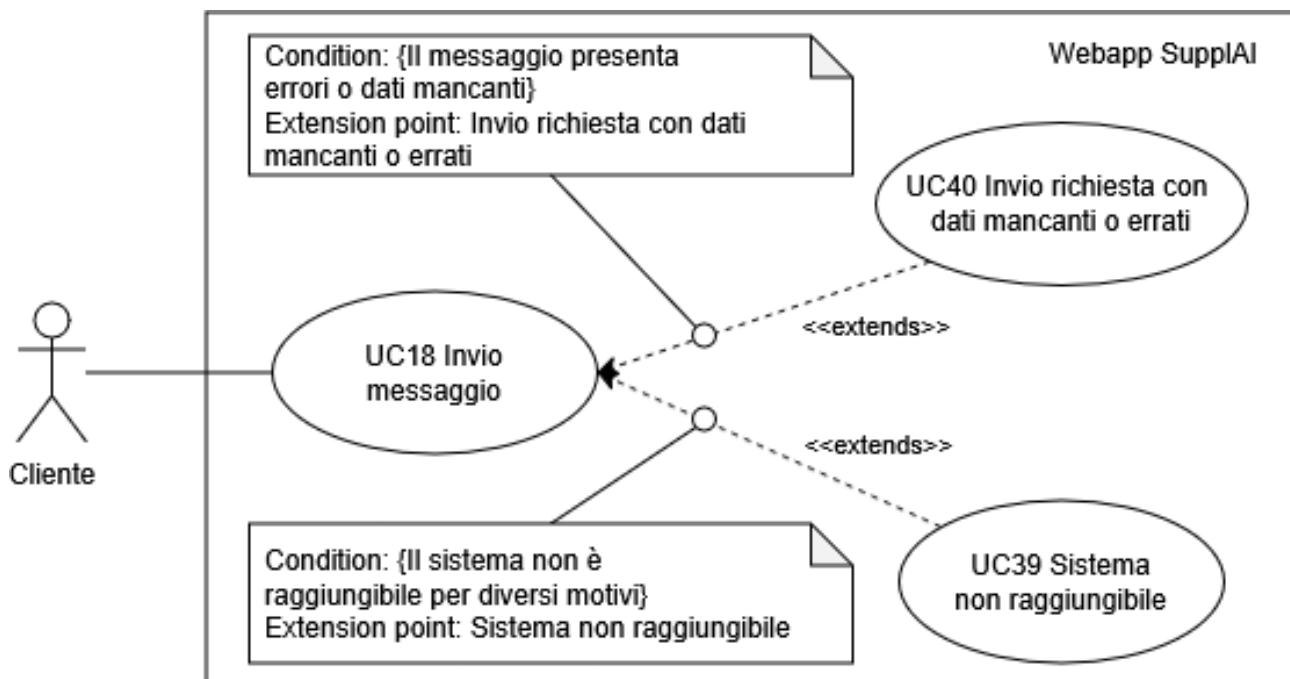 Condition: {Il messaggio presenta
errori o dati mancanti}
Extension point: Invio richiesta con dati
mancanti o errati
Webapp SupplAI
UC40 Invio richiesta con
dati mancanti o errati
<<extends>>
UC18 Invio
messaggio
<<extends>>
Cliente
Condition: {Il sistema non è
raggiungibile per diversi motivi}
Extension point: Sistema non raggiungibile
UC39 Sistema
non raggiungibile